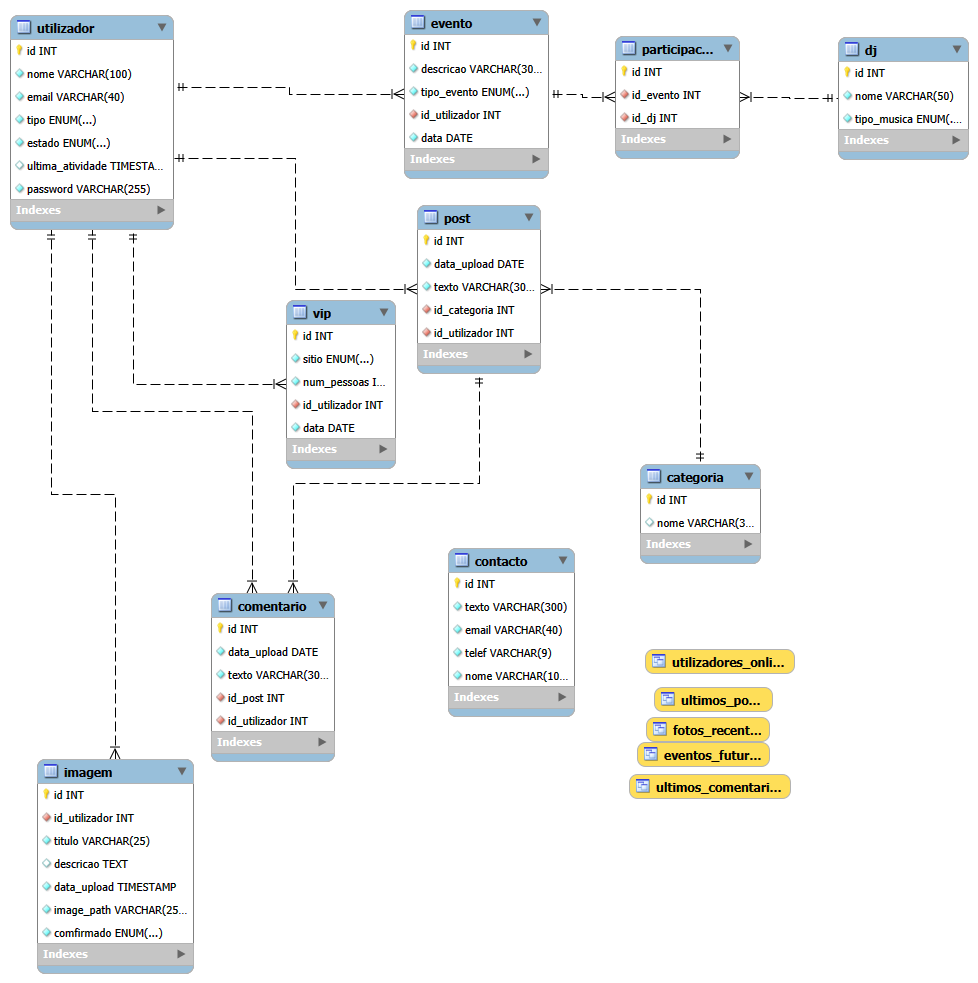 utilizador
id INT
nome VARCHAR(100)
email VARCHAR(40)
tipo ENUM(...)
estado ENUM(...)
ultima_atividade TIMESTA...
password VARCHAR(255)
Indexes
evento
id INT
descricao VARCHAR(30...
tipo_evento ENUM(...)
id_utilizador INT
data DATE
Indexes
participac...
id INT
id_evento INT
id_dj INT
Indexes
dj
id INT
nome VARCHAR(50)
tipo_musica ENUM(...
Indexes
post
id INT
data_upload DATE
texto VARCHAR(30...
id_categoria INT
id_utilizador INT
Indexes
vip
id INT
sitio ENUM(...)
num_pessoas I...
id_utilizador INT
data DATE
Indexes
categoria
id INT
nome VARCHAR(3...
Indexes
contacto
id INT
texto VARCHAR(300)
email VARCHAR(40)
telef VARCHAR(9)
nome VARCHAR(10...
Indexes
comentario
id INT
data_upload DATE
texto VARCHAR(30...
id_post INT
id_utilizador INT
Indexes
utilizadores_onli...
ultimos_po...
fotos_recent...
eventos_futur...
ultimos_comentari...
imagem
id INT
id_utilizador INT
titulo VARCHAR(25)
descricao TEXT
data_upload TIMESTAMP
image_path VARCHAR(25...
comfirmado ENUM(...)
Indexes